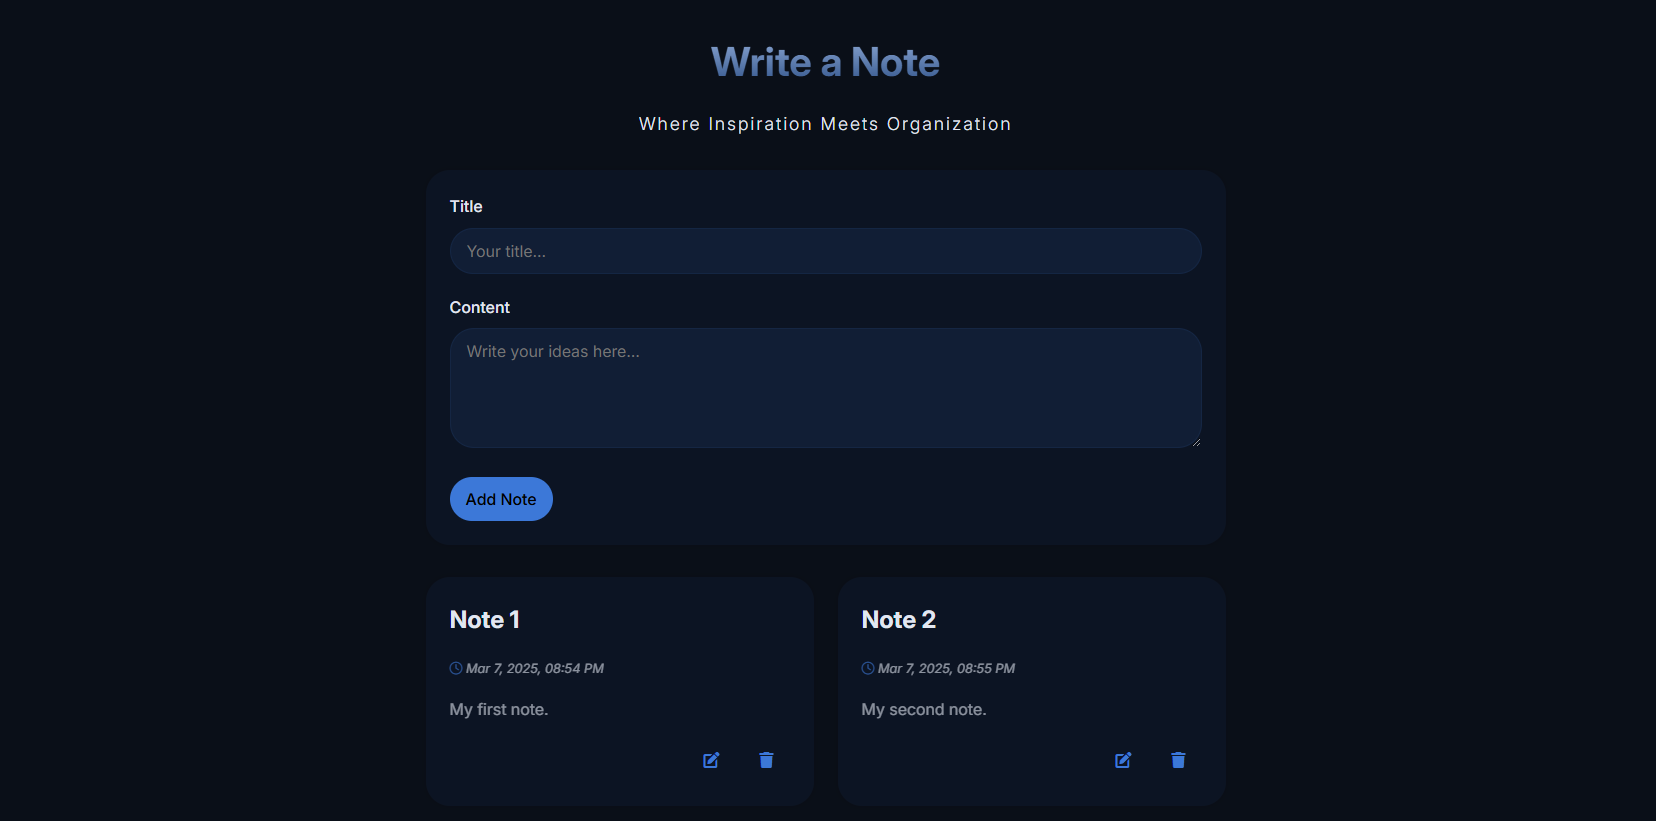 Write a Note
Where Inspiration Meets Organization
Title
Your title...
Content
Write your ideas here...
Add Note
Note 1
Mar 7, 2025, 08:54 PM
My first note.
Note 2
Mar 7, 2025, 08:55 PM
My second note.